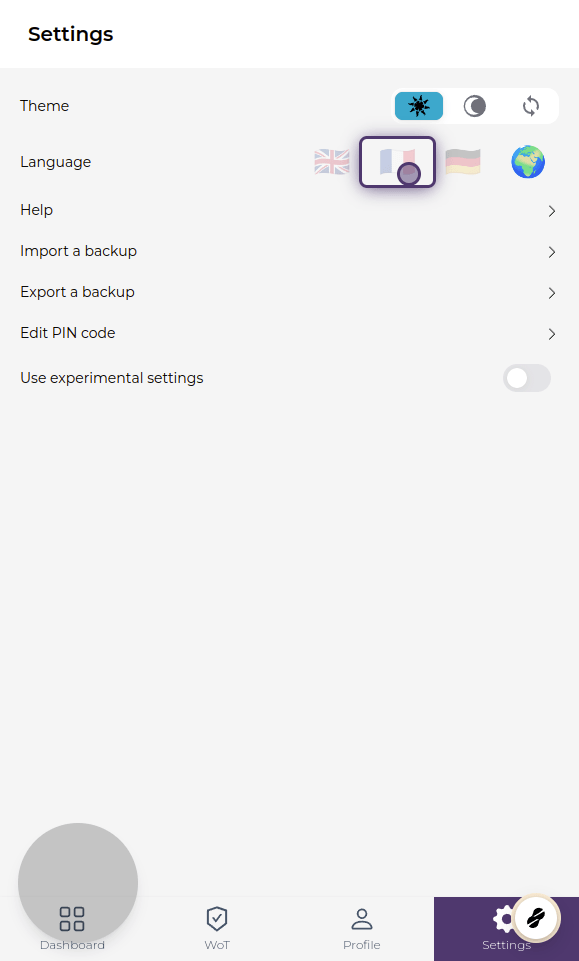 Settings
Theme
Language
Help
Import a backup
Export a backup
Edit PIN code
Use experimental settings
Dashboard
WoT
Profile
Settings